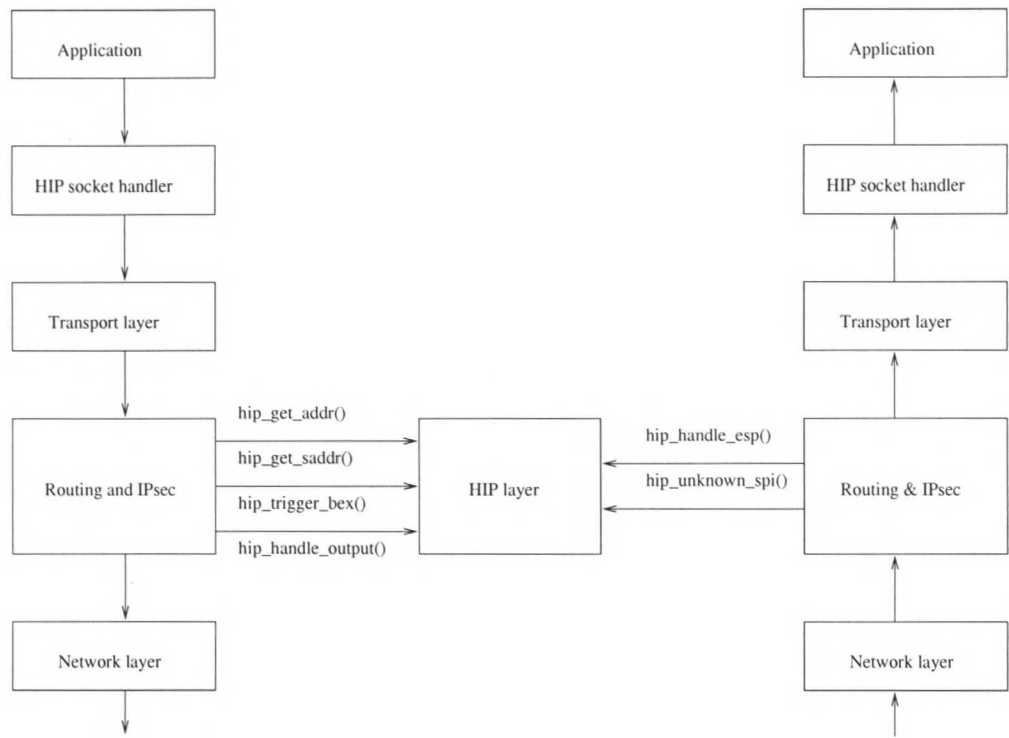 Application
Application
HIP socket handler
HIP socket handler
Transport layer
Transport layer
hip_get_addr()
hip_handle_esp()
hip_get_saddr()
hip_unknown_spi()
Routing and IPsec
HIP layer
Routing & IPsec
hip_trigger_bex()
hip_handle_output()
Network layer
Network layer